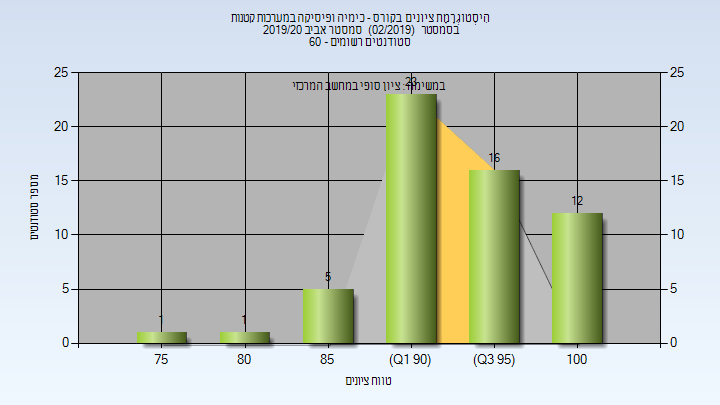 היסטוגרמת ציונים בקורס - כימיה ופיסיקה במערכות קטנות
בסמסטר (02/2019) סמסטר אביב 2019/20
סטודנטים רשומים - 60
במשימה: ציון סופי במחשב המרכזי
25 25
20 20
15 15
10 10
5 5
0 0
1 1 5 23 16 12
75 80 85 (Q1 90) (Q3 95) 100
מספר סטודנטים
טווח ציונים